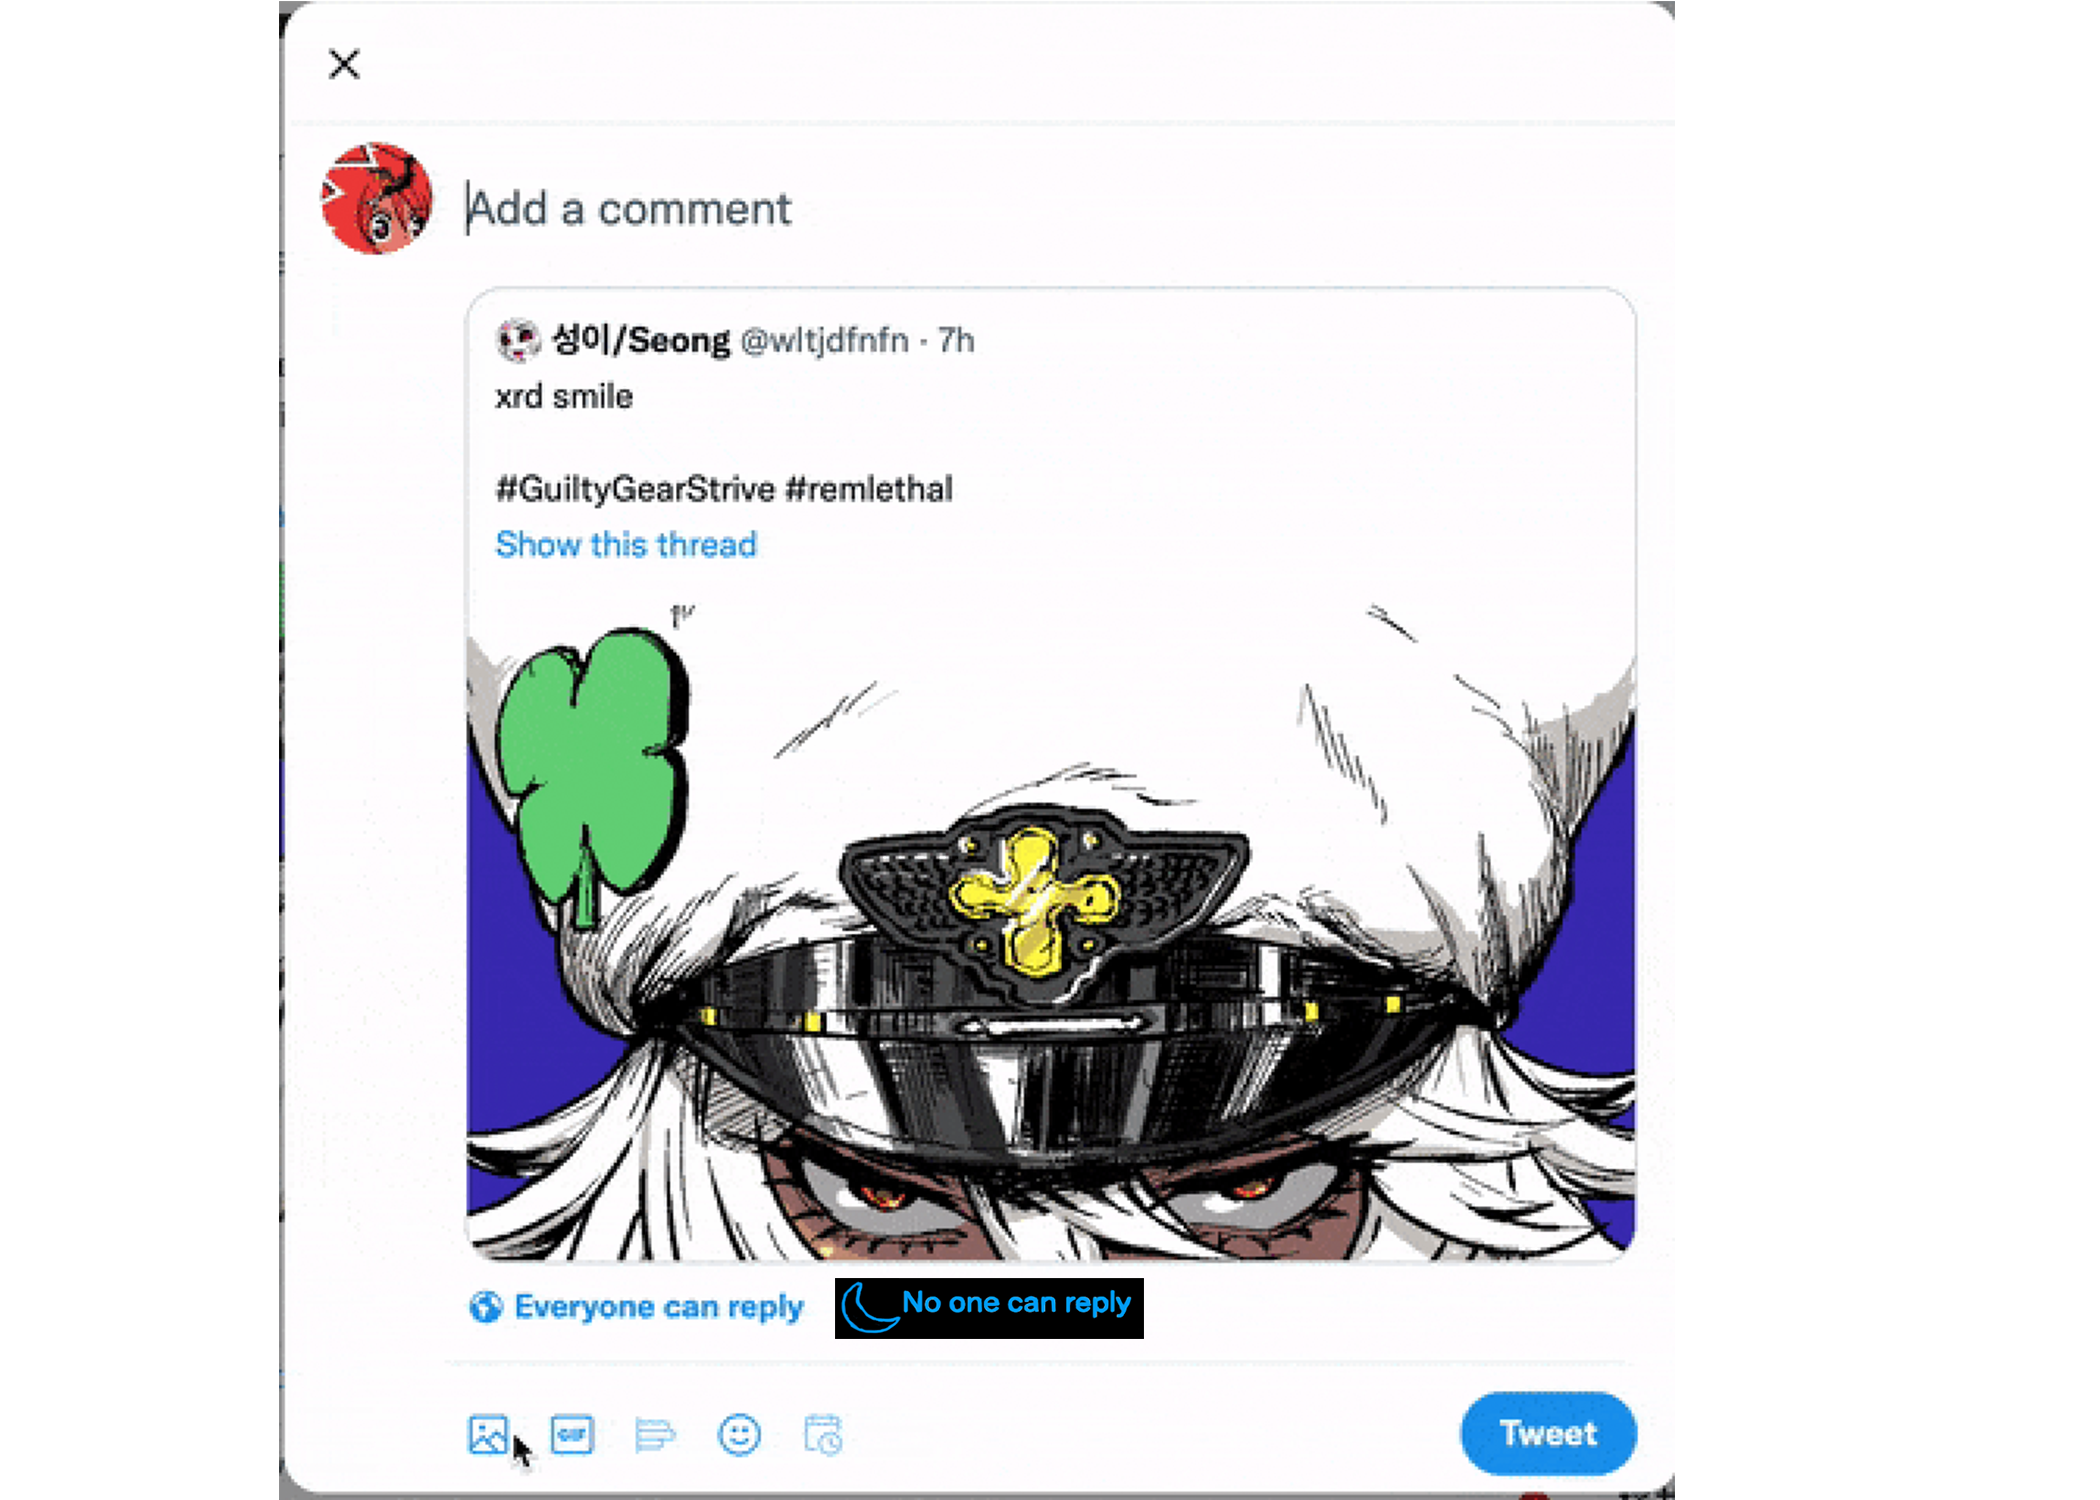 Add a comment
성이/Seong @wltjdfnfn · 7h
xrd smile
#GuiltyGearStrive #remlethal
Show this thread
Everyone can reply
No one can reply
GIF
Tweet